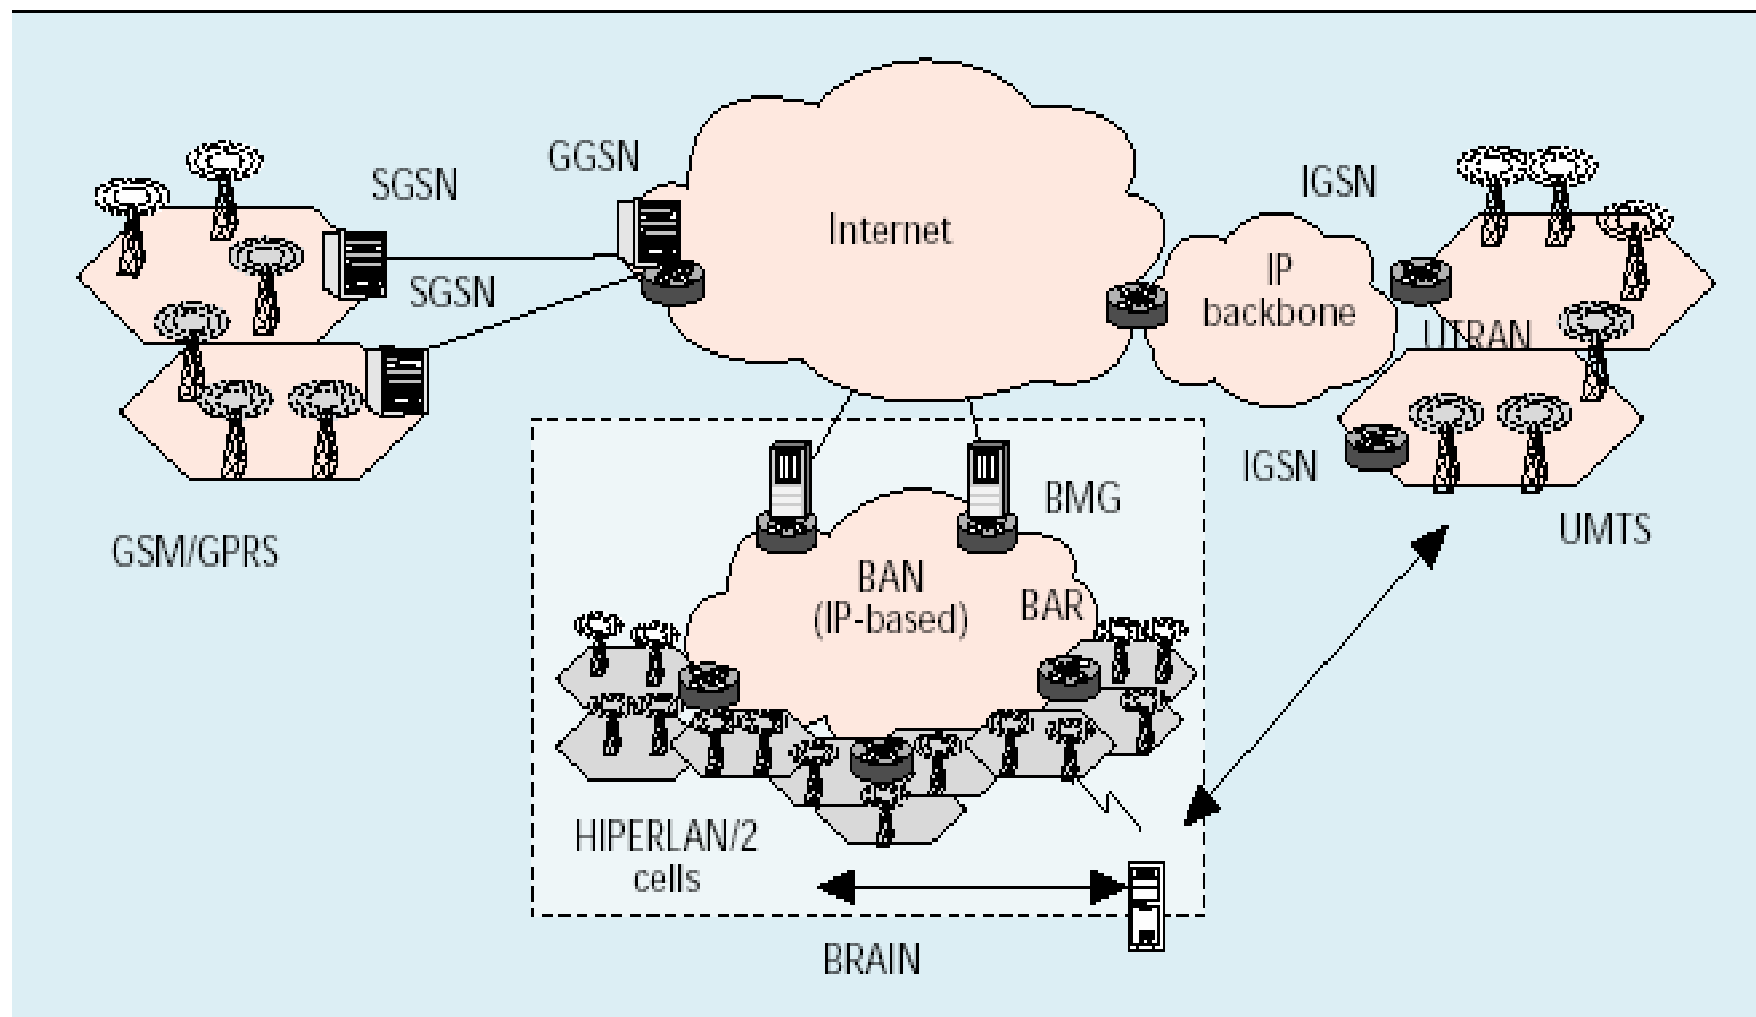 GGSN
SGSN
IGSN
Internet
SGSN
IP
backbone
UTRAN
IGSN
BMG
UMTS
GSM/GPRS
BAN
(IP-based)
BAR
HIPERLAN/2
cells
BRAIN